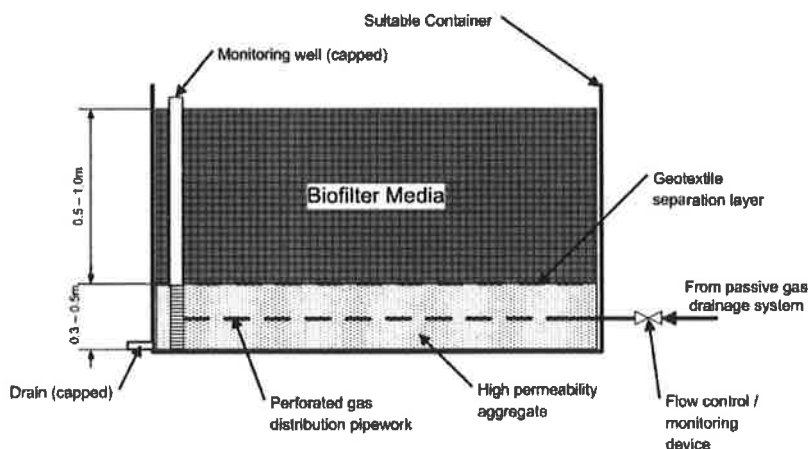 Suitable Container
Monitoring well (capped)
0.5 – 1.0m
Biofilter Media
Geotextile
separation layer
0.3 – 0.5m
From passive gas
drainage system
Drain (capped)
Perforated gas
distribution pipework
High permeability
aggregate
Flow control /
monitoring
device